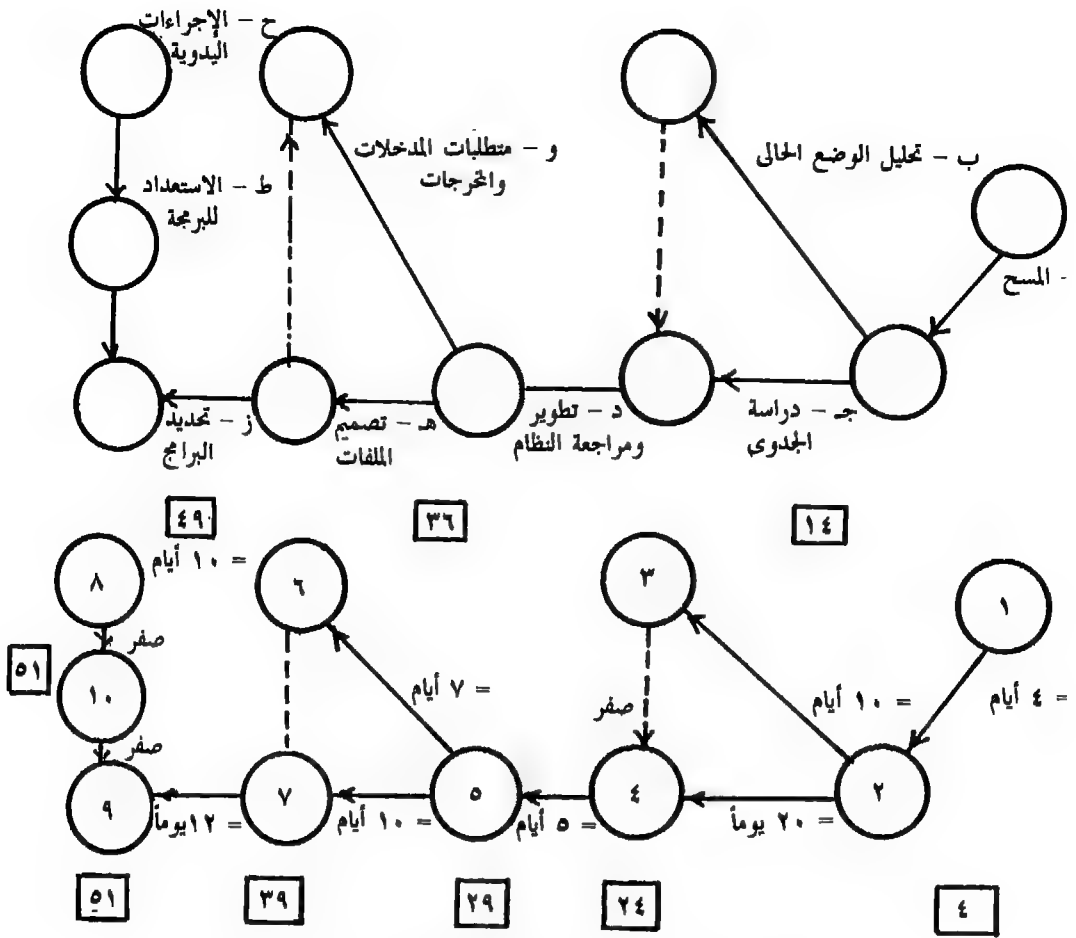 ح - الإجراءات
اليدوية
ب - تحليل الوضع الحالى
و - متطلبات المدخلات
والمخرجات
ط - الاستعداد
للبرمجة
- المسح
جـ - دراسة
الجدوى
د - تطوير
ومراجعة النظام
هـ - تصميم
الملفات
ز - تحديد
البرامج
١٤
٣٦
٤٩
١
٣
٦
= ١٠ أيام
٨
= ٤ أيام
= ١٠ أيام
صفر
= ٧ أيام
صفر
١٠
٥١
صفر
٢
= ٢٠ يوماً
٤
= ٥ أيام
٥
= ١٠ أيام
٧
= ١٢ يوماً
٩
٤
٢٤
٢٩
٣٩
٥١